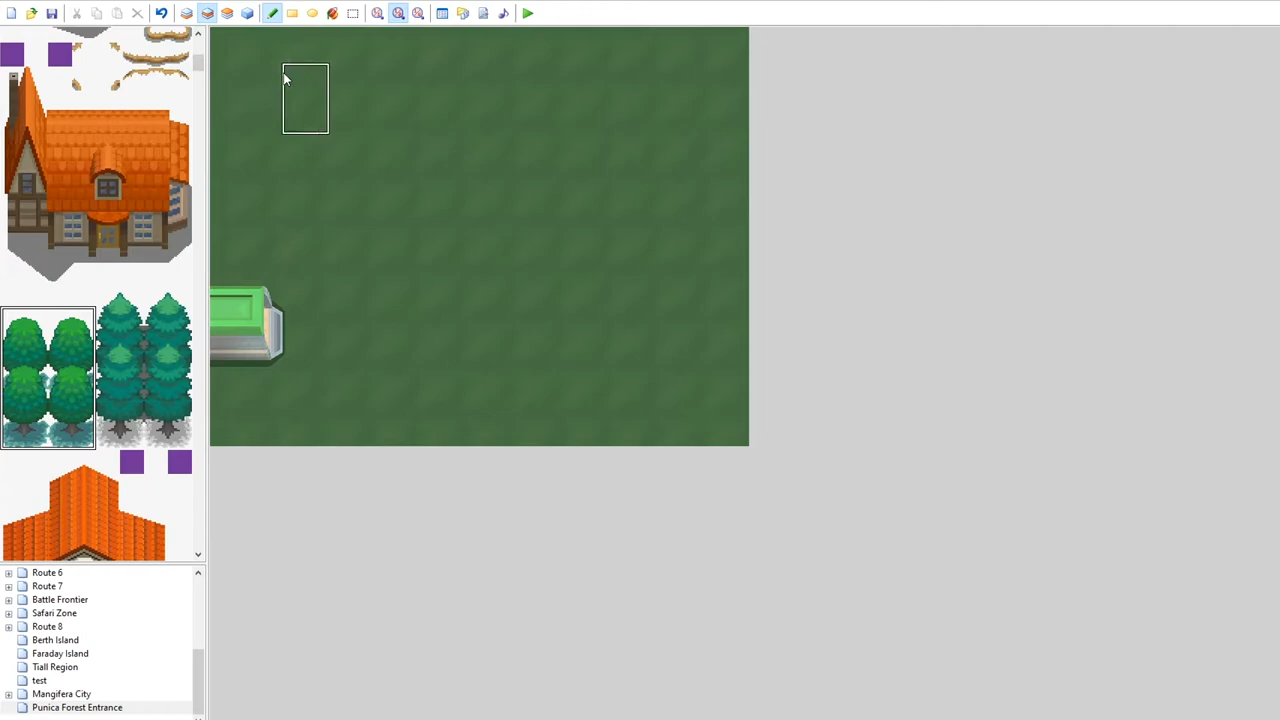 Route 6
Route 7
Battle Frontier
Safari Zone
Route 8
Berth Island
Faraday Island
Tiall Region
test
Mangifera City
Punica Forest Entrance